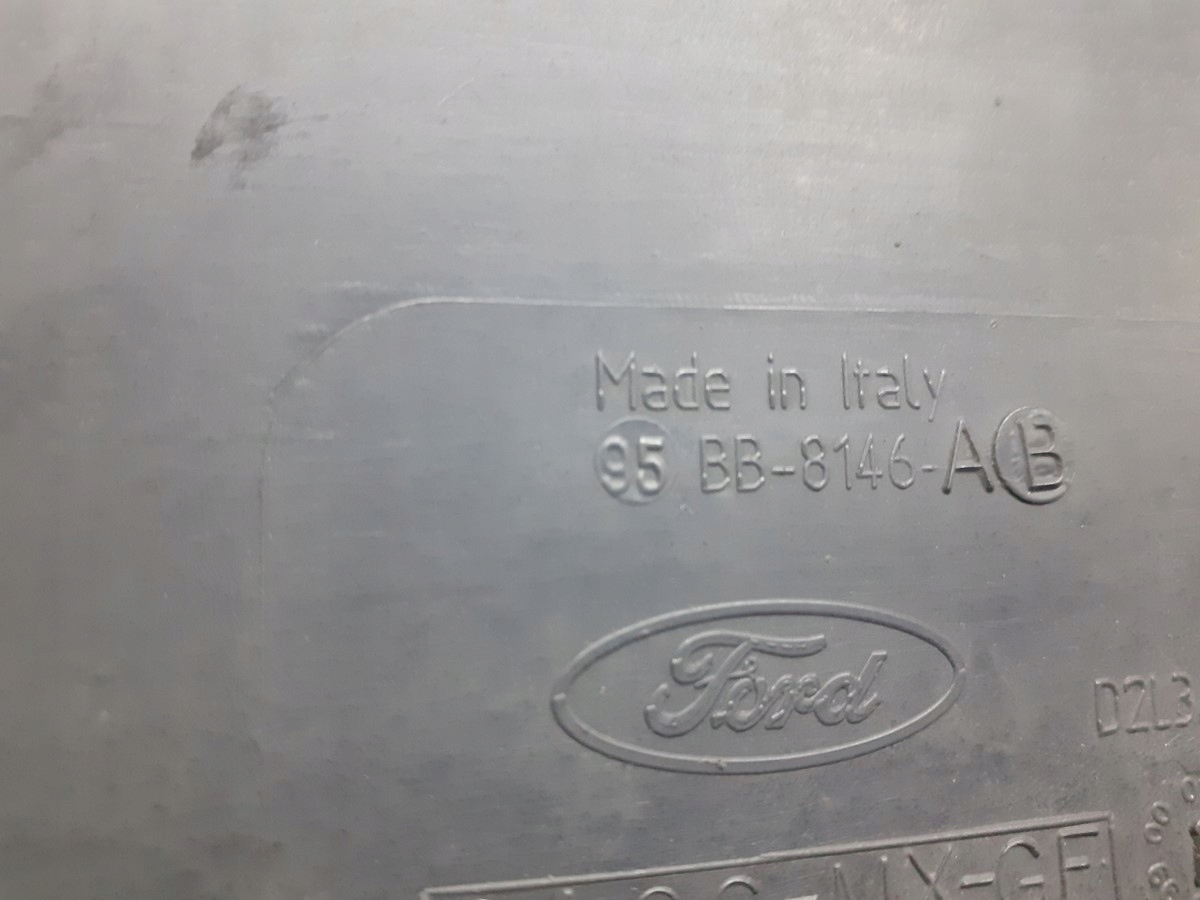 Made in Italy
95 BB-8146-AB
Ford
D2L3